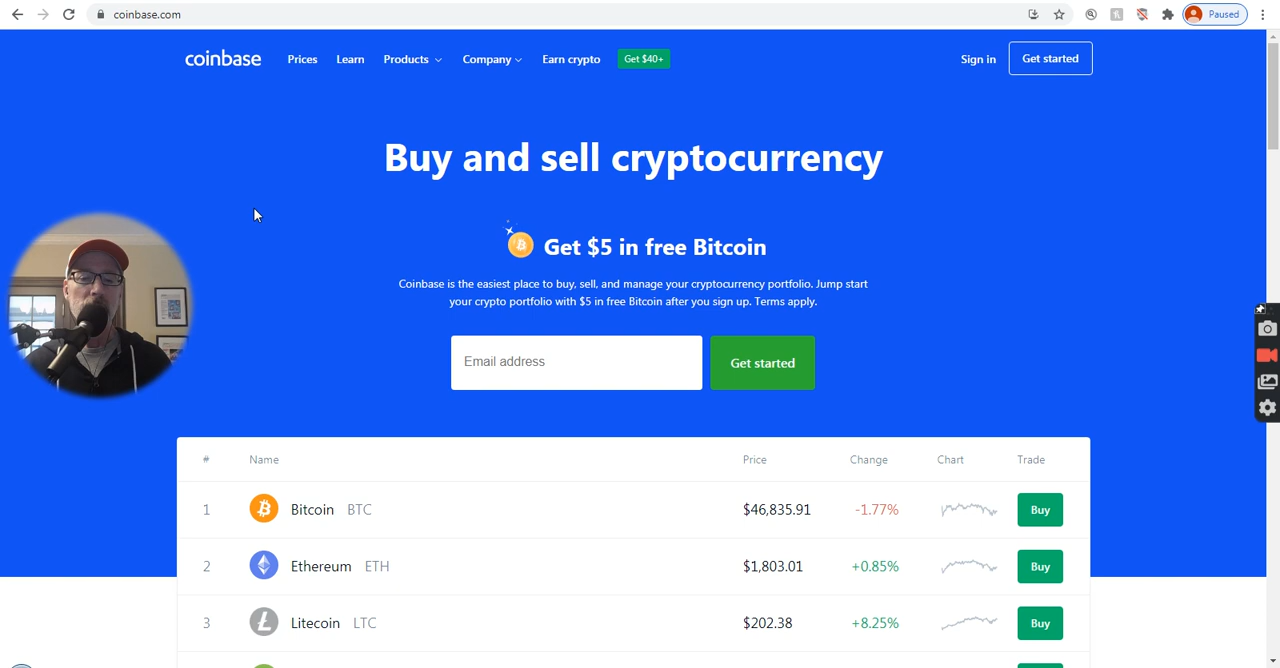 coinbase.com
Paused
coinbase Prices Learn Products Company Earn crypto Get $40+ Sign in Get started
Buy and sell cryptocurrency
Get $5 in free Bitcoin
Coinbase is the easiest place to buy, sell, and manage your cryptocurrency portfolio. Jump start
your crypto portfolio with $5 in free Bitcoin after you sign up. Terms apply.
Email address Get started
# Name Price Change Chart Trade
1 Bitcoin BTC $46,835.91 -1.77% Buy
2 Ethereum ETH $1,803.01 +0.85% Buy
3 Litecoin LTC $202.38 +8.25% Buy